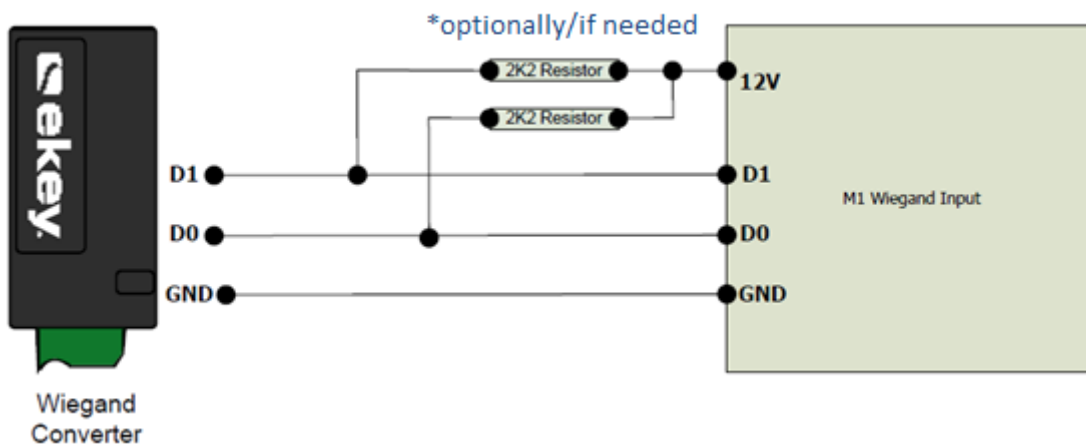 *optionally/if needed
ekey
2K2 Resistor
12V
2K2 Resistor
D1
D1
M1 Wiegand Input
D0
D0
GND
GND
Wiegand
Converter